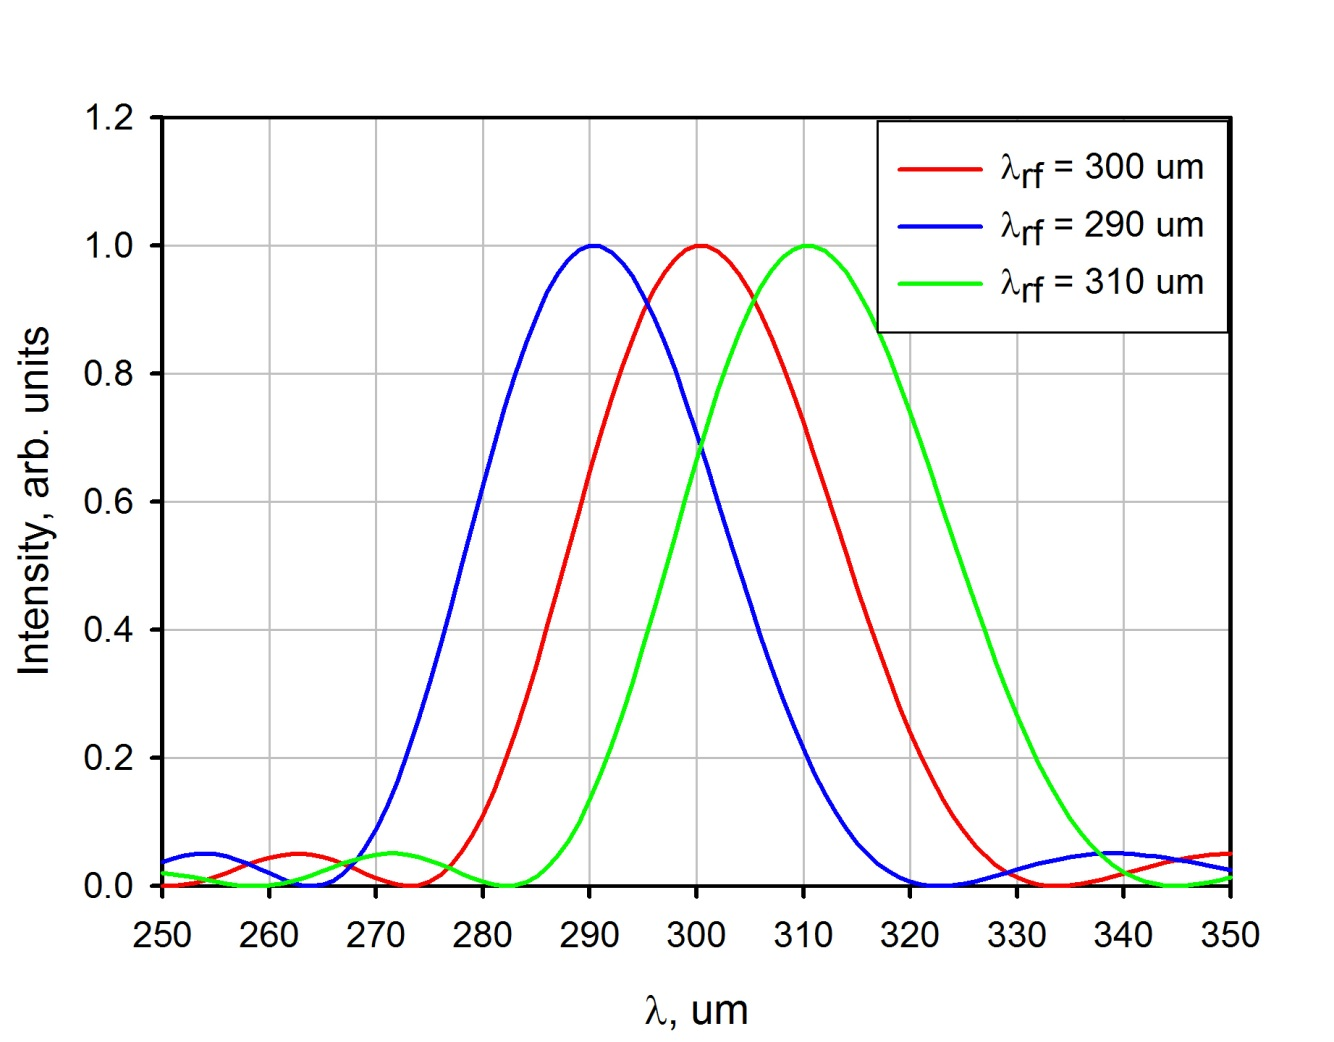 1.2
1.0
0.8
0.6
0.4
0.2
0.0
Intensity, arb. units
λrf = 300 um
λrf = 290 um
λrf = 310 um
250 260 270 280 290 300 310 320 330 340 350
λ, um